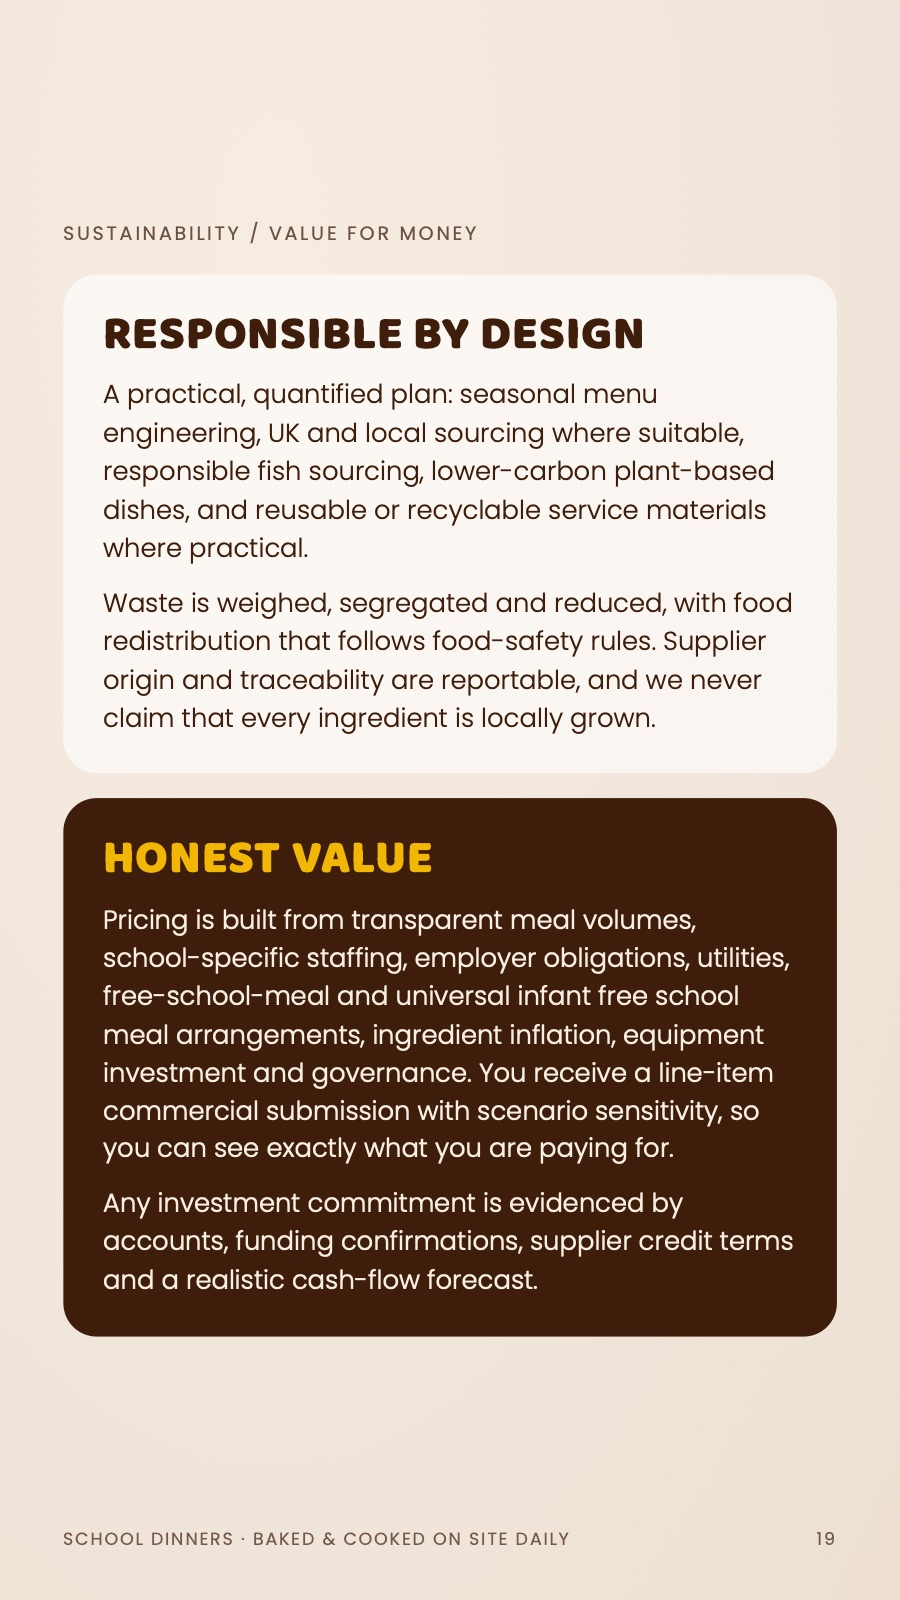 SUSTAINABILITY / VALUE FOR MONEY
RESPONSIBLE BY DESIGN
A practical, quantified plan: seasonal menu
engineering, UK and local sourcing where suitable,
responsible fish sourcing, lower-carbon plant-based
dishes, and reusable or recyclable service materials
where practical.
Waste is weighed, segregated and reduced, with food
redistribution that follows food-safety rules. Supplier
origin and traceability are reportable, and we never
claim that every ingredient is locally grown.
HONEST VALUE
Pricing is built from transparent meal volumes,
school-specific staffing, employer obligations, utilities,
free-school-meal and universal infant free school
meal arrangements, ingredient inflation, equipment
investment and governance. You receive a line-item
commercial submission with scenario sensitivity, so
you can see exactly what you are paying for.
Any investment commitment is evidenced by
accounts, funding confirmations, supplier credit terms
and a realistic cash-flow forecast.
SCHOOL DINNERS · BAKED & COOKED ON SITE DAILY
19